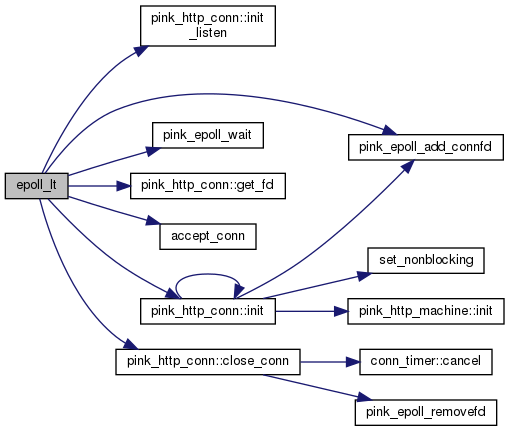 pink_http_conn::init
_listen
pink_epoll_wait
pink_epoll_add_connfd
epoll_lt
pink_http_conn::get_fd
accept_conn
set_nonblocking
pink_http_conn::init
pink_http_machine::init
pink_http_conn::close_conn
conn_timer::cancel
pink_epoll_removefd